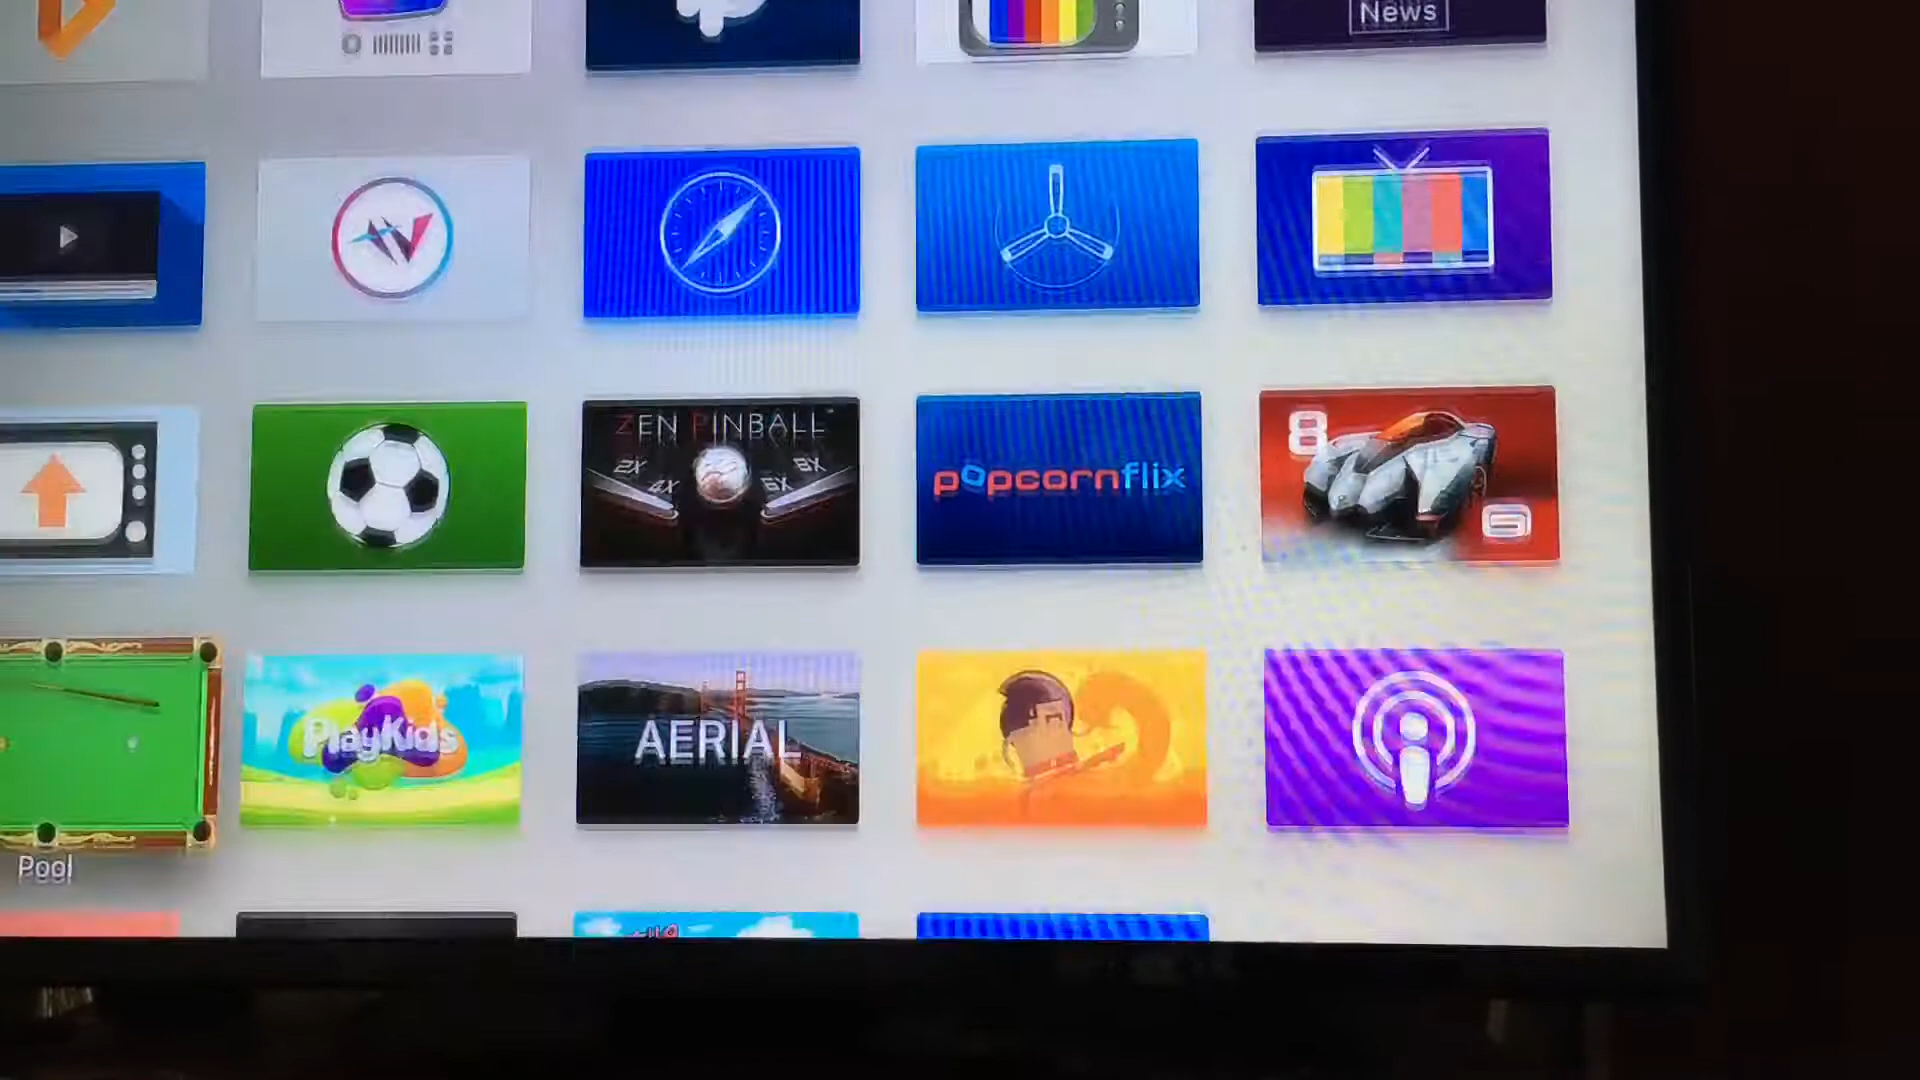 News
ZEN PINBALL
2X
4X
6X
8X
popcornflix
8
PlayKids
AERIAL
Pool